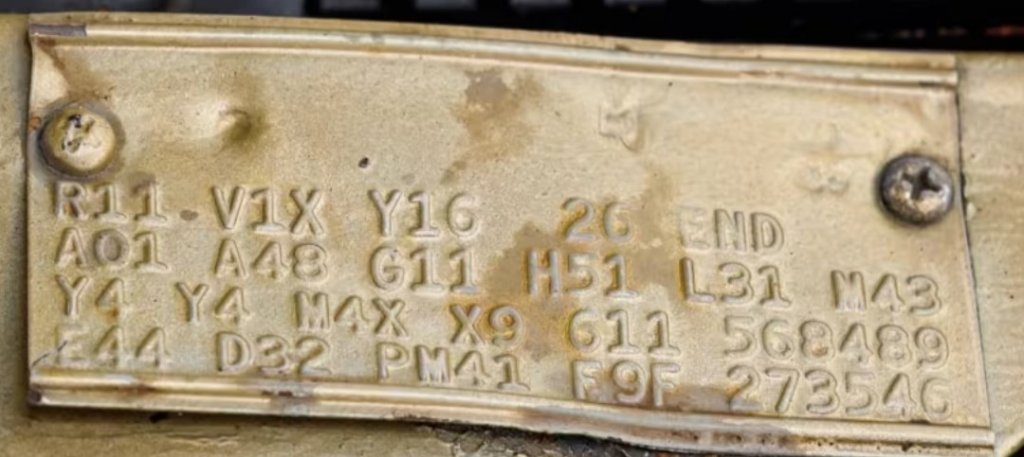 R11 V1X Y16 26 END
A01 A48 G11 H51 L31 M43
Y4 Y4 M4X X9 611 568489
E44 D32 PM41 F9F 273546